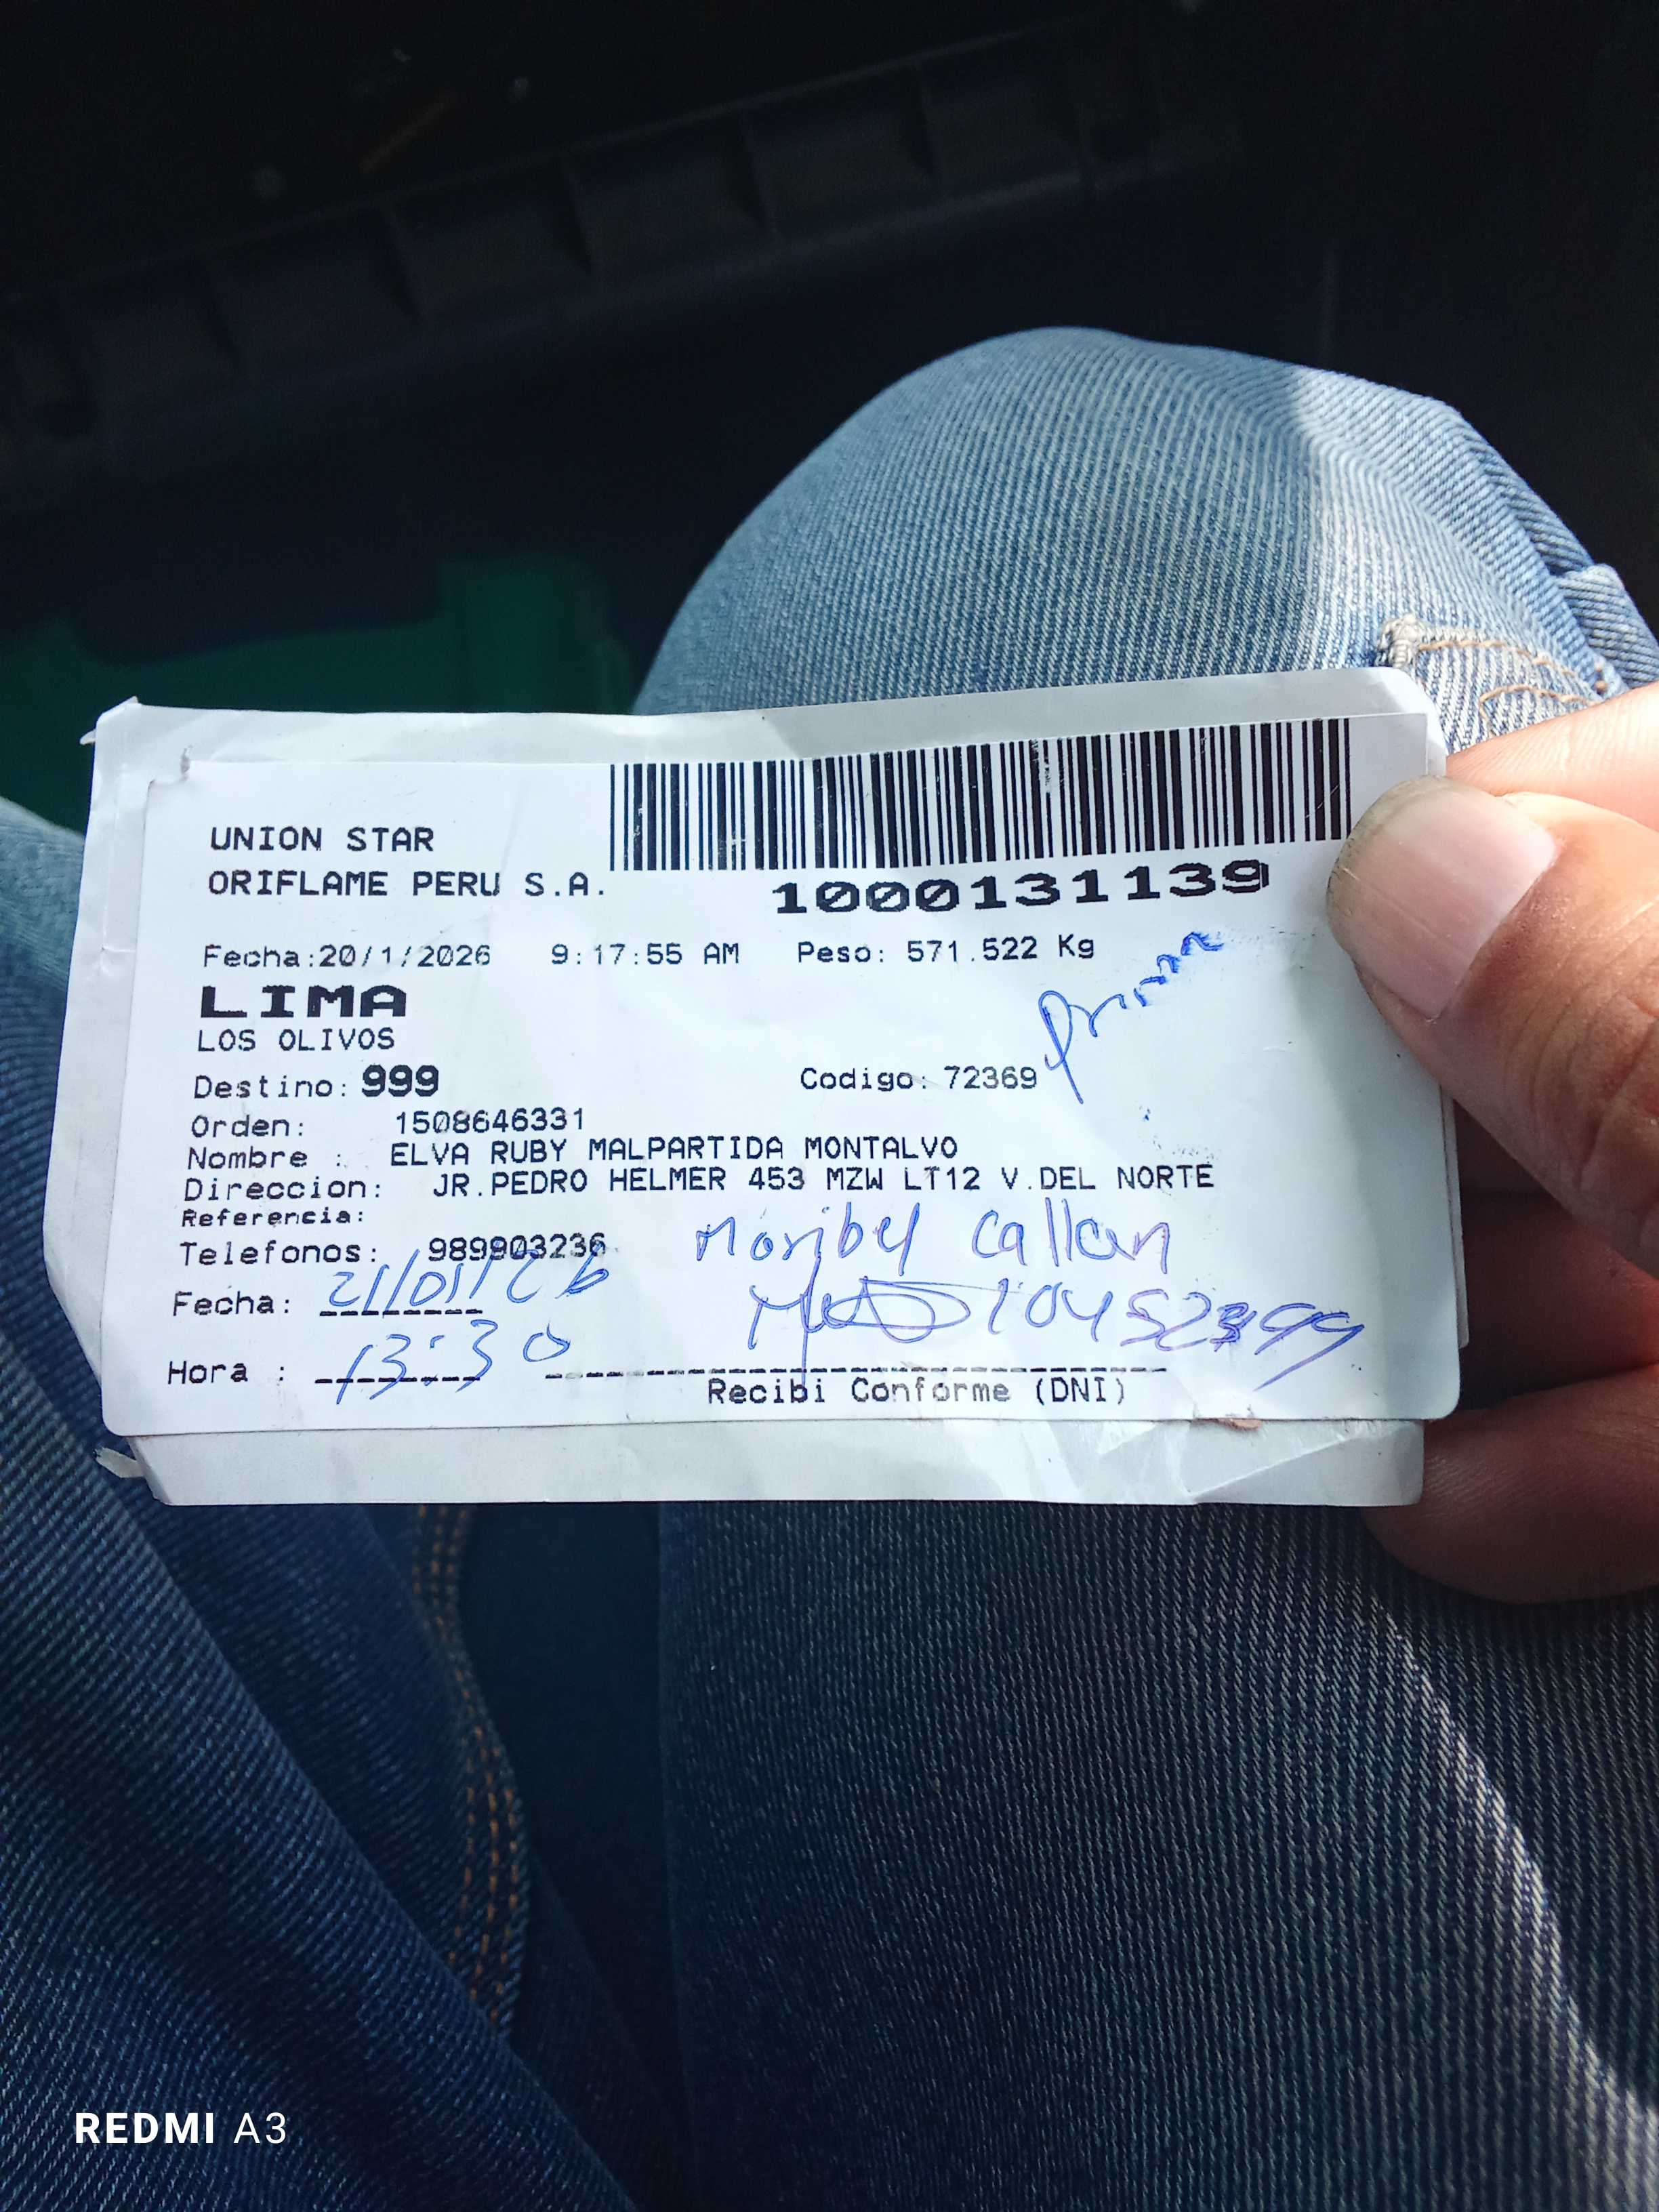 UNION STAR
ORIFLAME PERU S.A.
1000131139
Fecha:20/1/2026 9:17:55 AM Peso: 571.522 Kg
LIMA
LOS OLIVOS
Destino: 999 Codigo: 72369
Orden: 1508646331
Nombre : ELVA RUBY MALPARTIDA MONTALVO
Direccion: JR.PEDRO HELMER 453 MZW LT12 V.DEL NORTE
Referencia:
Telefonos: 989903236
Maribel Callan
Fecha: 21/01/26
Hora : 13:30
Recibi Conforme (DNI)
REDMI A3